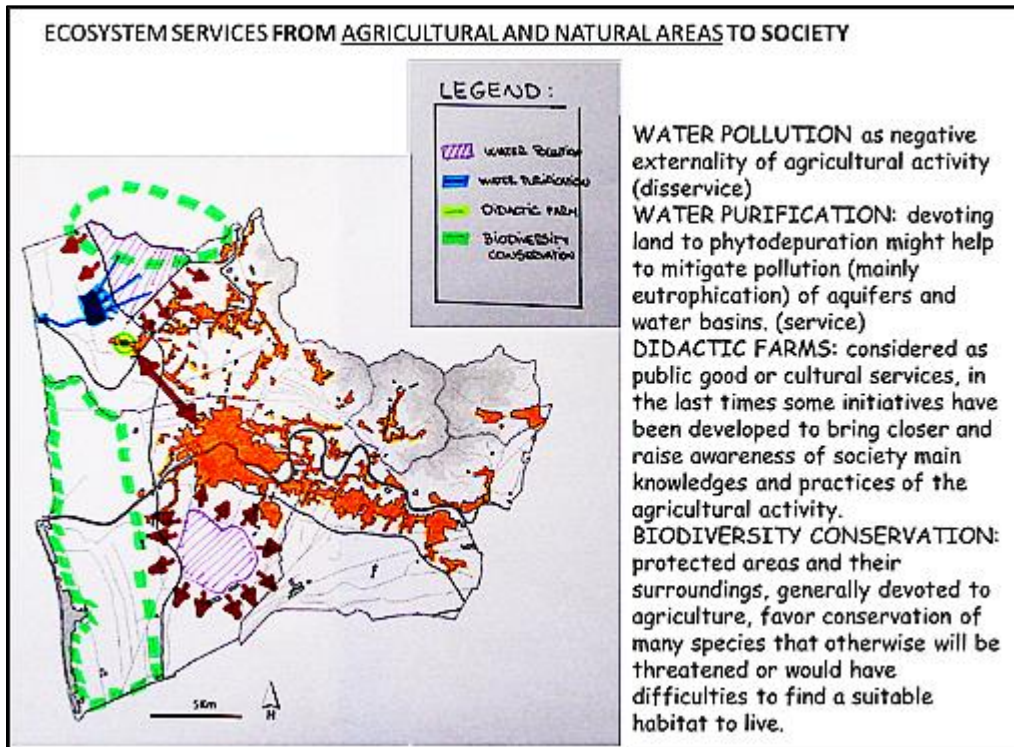 ECOSYSTEM SERVICES FROM AGRICULTURAL AND NATURAL AREAS TO SOCIETY
LEGEND:
WATER POLUTION
WATER PURIFICATION
DIDACTIC FARM
BIODIVERSITY
CONSERVATION
5Km
N
WATER POLLUTION as negative
externality of agricultural activity
(disservice)
WATER PURIFICATION: devoting
land to phytodepuration might help
to mitigate pollution (mainly
eutrophication) of aquifers and
water basins. (service)
DIDACTIC FARMS: considered as
public good or cultural services, in
the last times some initiatives have
been developed to bring closer and
raise awareness of society main
knowledges and practices of the
agricultural activity.
BIODIVERSITY CONSERVATION:
protected areas and their
surroundings, generally devoted to
agriculture, favor conservation of
many species that otherwise will be
threatened or would have
difficulties to find a suitable
habitat to live.